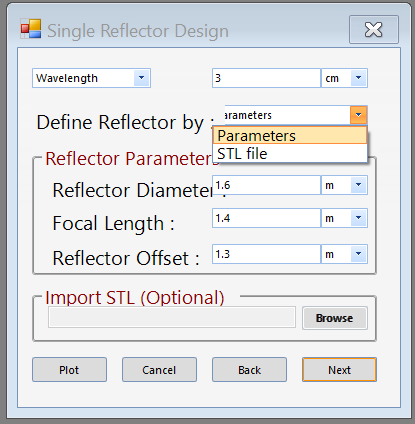 Single Reflector Design
Wavelength 3 cm
Define Reflector by : arameters
Parameters
STL file
Reflector Parameters
Reflector Diameter : 1.6 m
Focal Length : 1.4 m
Reflector Offset : 1.3 m
Import STL (Optional)
Browse
Plot Cancel Back Next